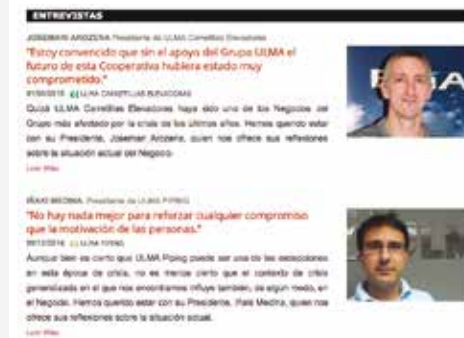 ENTREVISTAS
JOSEMARI AROZENA Presidente de ULMA Carretillas Elevadoras
"Estoy convencido que sin el apoyo del Grupo ULMA el
futuro de esta Cooperativa hubiera estado muy
comprometido."
ULMA CARRETILLAS ELEVADORAS
Quizá ULMA Carretillas Elevadoras haya sido uno de los Negocios del
Grupo más afectado por la crisis de los últimos años. Hemos querido estar
con su Presidente, Josemari Arozena, quien nos ofrece sus reflexiones
sobre la situación actual del Negocio.
Leer Más
IÑAKI MEDINA. Presidente de ULMA PIPING
"No hay nada mejor para reforzar cualquier compromiso
que la motivación de las personas."
ULMA PIPING
Aunque bien es cierto que ULMA Piping puede ser una de las excepciones
en esta época de crisis, no es menos cierto que el contexto de crisis
generalizada en el que nos encontramos influye también, de algún modo, en
el Negocio. Hemos querido estar con su Presidente, Iñaki Medina, quien nos
ofrece sus reflexiones sobre la situación actual.
Leer Más